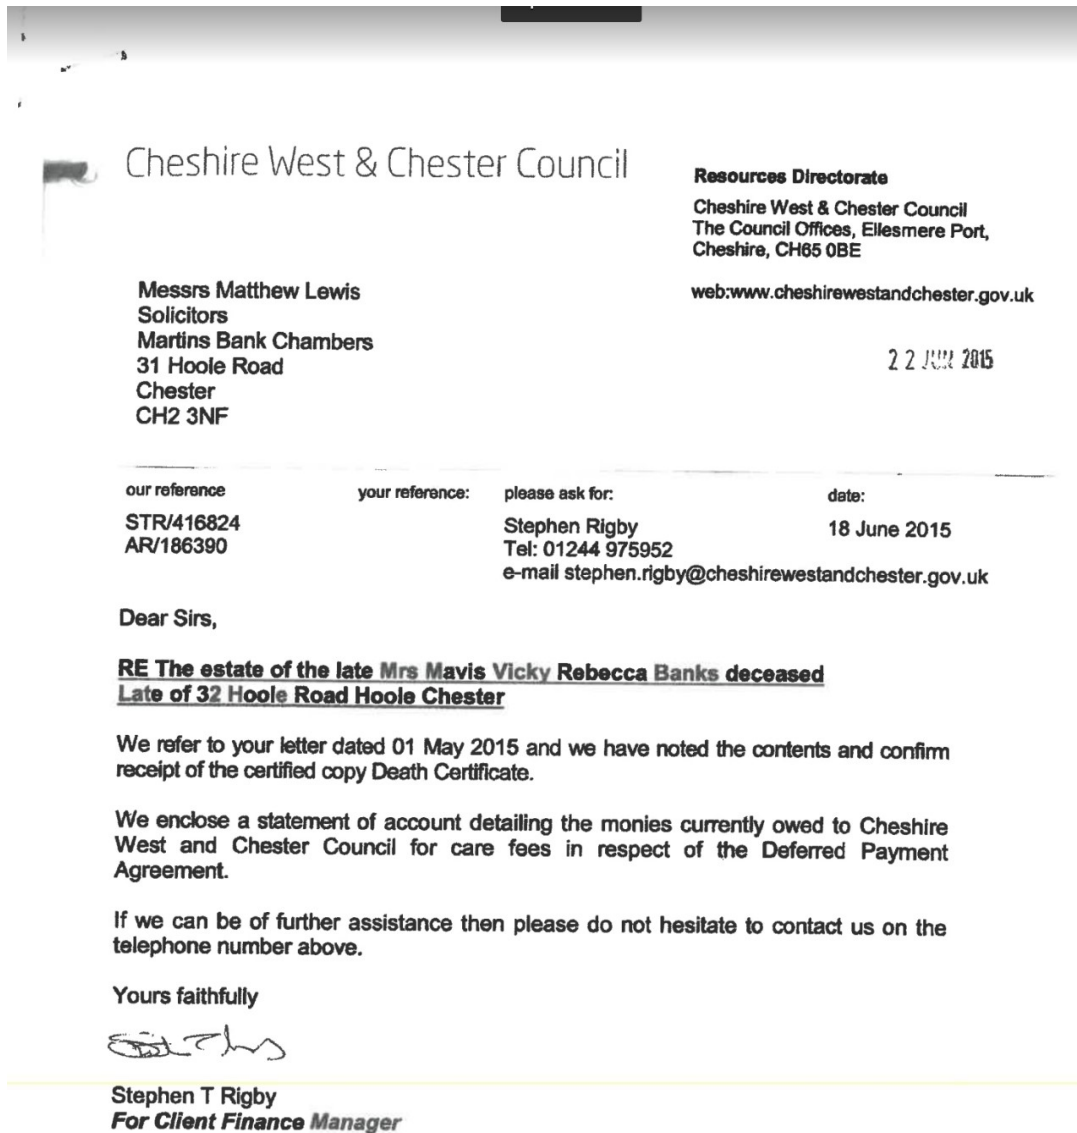 Cheshire West & Chester Council
Resources Directorate
Cheshire West & Chester Council
The Council Offices, Ellesmere Port,
Cheshire, CH65 0BE
web:www.cheshirewestandchester.gov.uk
Messrs Matthew Lewis
Solicitors
Martins Bank Chambers
31 Hoole Road
Chester
CH2 3NF
22 JUN 2015
our reference
STR/416824
AR/186390
your reference:
please ask for:
Stephen Rigby
Tel: 01244 975952
e-mail stephen.rigby@cheshirewestandchester.gov.uk
date:
18 June 2015
Dear Sirs,
RE The estate of the late Mrs Mavis Vicky Rebecca Banks deceased
Late of 32 Hoole Road Hoole Chester
We refer to your letter dated 01 May 2015 and we have noted the contents and confirm
receipt of the certified copy Death Certificate.
We enclose a statement of account detailing the monies currently owed to Cheshire
West and Chester Council for care fees in respect of the Deferred Payment
Agreement.
If we can be of further assistance then please do not hesitate to contact us on the
telephone number above.
Yours faithfully
Stephen T Rigby
For Client Finance Manager